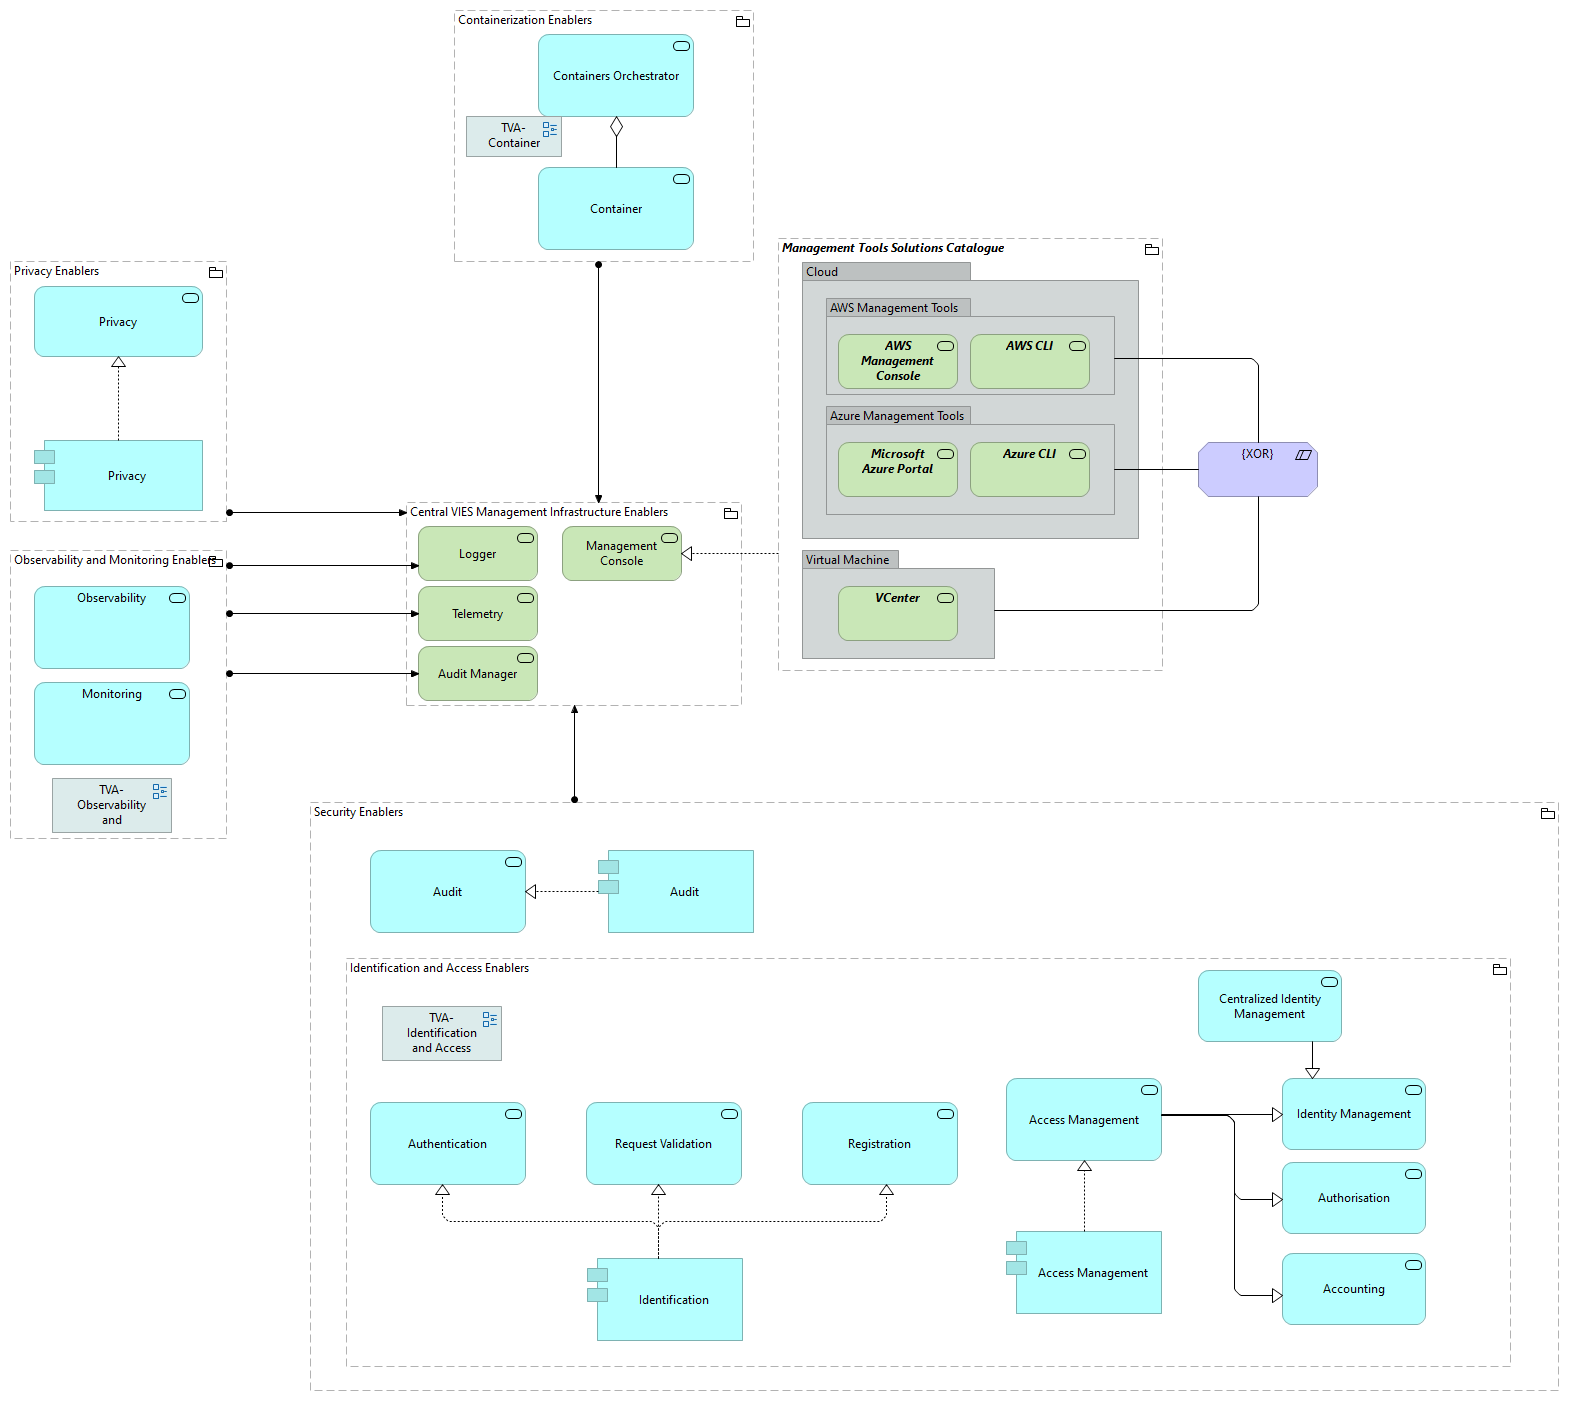 Containerization Enablers
Containers Orchestrator
TVA-
Container
Container
Management Tools Solutions Catalogue
Cloud
AWS Management Tools
AWS
Management
Console
AWS CLI
Azure Management Tools
Microsoft
Azure Portal
Azure CLI
{XOR}
Virtual Machine
VCenter
Privacy Enablers
Privacy
Privacy
Central VIES Management Infrastructure Enablers
Logger
Management
Console
Telemetry
Audit Manager
Observability and Monitoring Enablers
Observability
Monitoring
TVA-
Observability
and
Security Enablers
Audit
Audit
Identification and Access Enablers
TVA-
Identification
and Access
Centralized Identity
Management
Authentication
Request Validation
Registration
Access Management
Identity Management
Authorisation
Accounting
Access Management
Identification